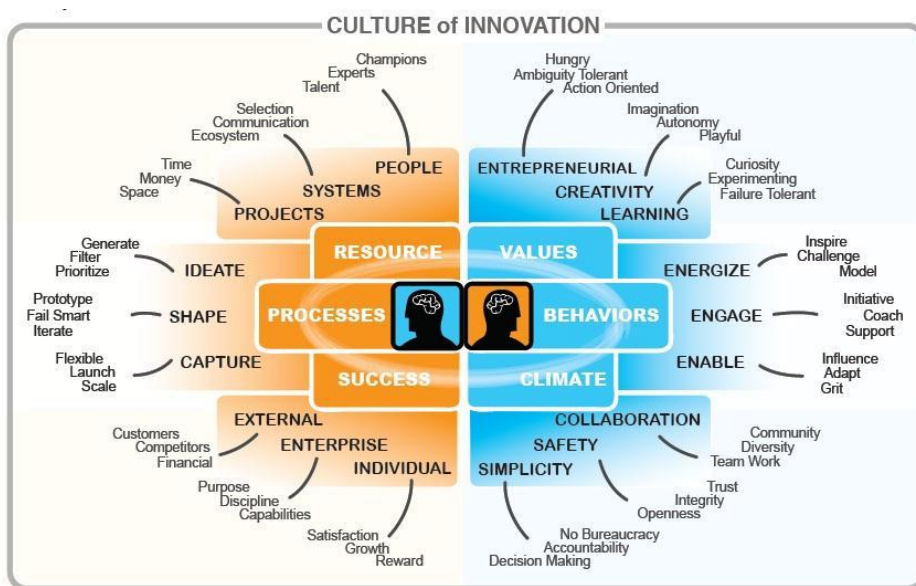 CULTURE of INNOVATION
Champions
Experts
Talent
Selection
Communication
Ecosystem
Time
Money
Space
PEOPLE
SYSTEMS
PROJECTS
Hungry
Ambiguity Tolerant
Action Oriented
Imagination
Autonomy
Playful
Curiosity
Experimenting
Failure Tolerant
ENTREPRENEURIAL
CREATIVITY
LEARNING
RESOURCE
VALUES
Generate
Filter
Prioritize
IDEATE
Prototype
Fail Smart
Iterate
SHAPE
Flexible
Launch
Scale
CAPTURE
PROCESSES
BEHAVIORS
ENERGIZE
Inspire
Challenge
Model
ENGAGE
Initiative
Coach
Support
ENABLE
Influence
Adapt
Grit
SUCCESS
CLIMATE
EXTERNAL
ENTERPRISE
INDIVIDUAL
Customers
Competitors
Financial
Purpose
Discipline
Capabilities
Satisfaction
Growth
Reward
COLLABORATION
SAFETY
SIMPLICITY
Community
Diversity
Team Work
Trust
Integrity
Openness
No Bureaucracy
Accountability
Decision Making